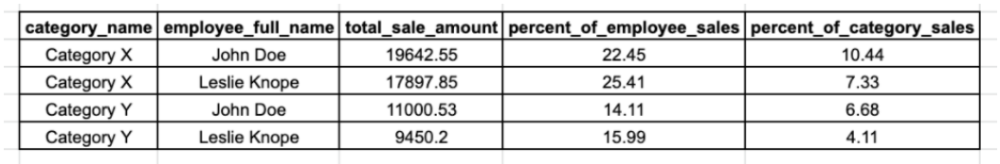 category_name employee_full_name total_sale_amount percent_of_employee_sales percent_of_category_sales
Category X John Doe 19642.55 22.45 10.44
Category X Leslie Knope 17897.85 25.41 7.33
Category Y John Doe 11000.53 14.11 6.68
Category Y Leslie Knope 9450.2 15.99 4.11